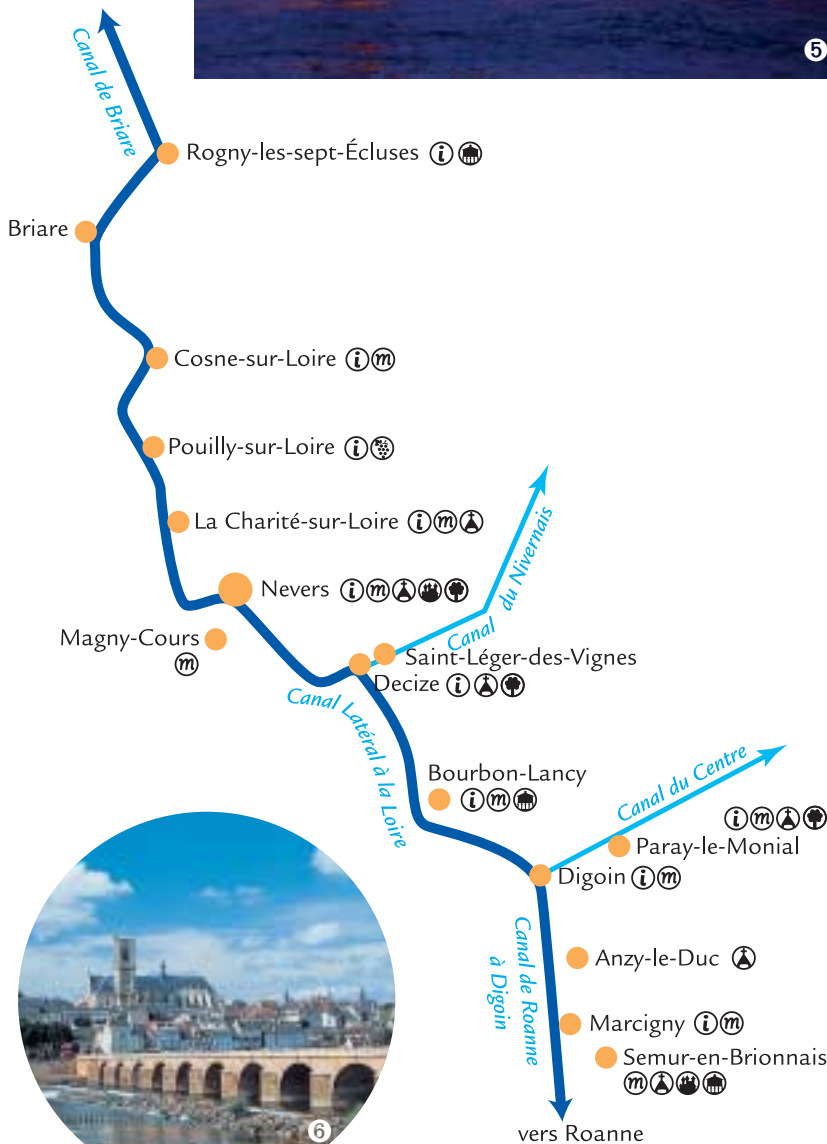 5
Canal de Briare
Rogny-les-sept-Écluses i
Briare
Cosne-sur-Loire i m
Pouilly-sur-Loire i
La Charité-sur-Loire i m
Canal du Nivernais
Nevers i m
Magny-Cours
m
Saint-Léger-des-Vignes
Decize i
Canal Latéral à la Loire
Bourbon-Lancy
i m
Canal du Centre
i m
Paray-le-Monial
Digoin i m
Canal de Roanne
à Digoin
Anzy-le-Duc
Marcigny i m
Semur-en-Brionnais
m
6
vers Roanne